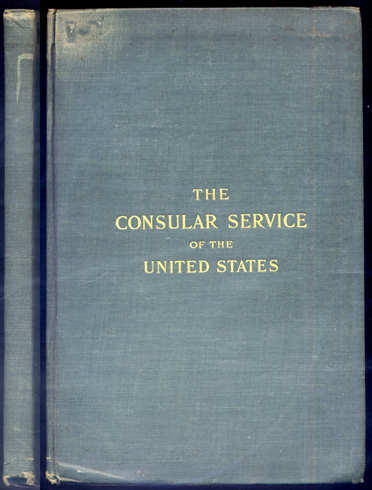 THE
CONSULAR SERVICE
OF THE
UNITED STATES